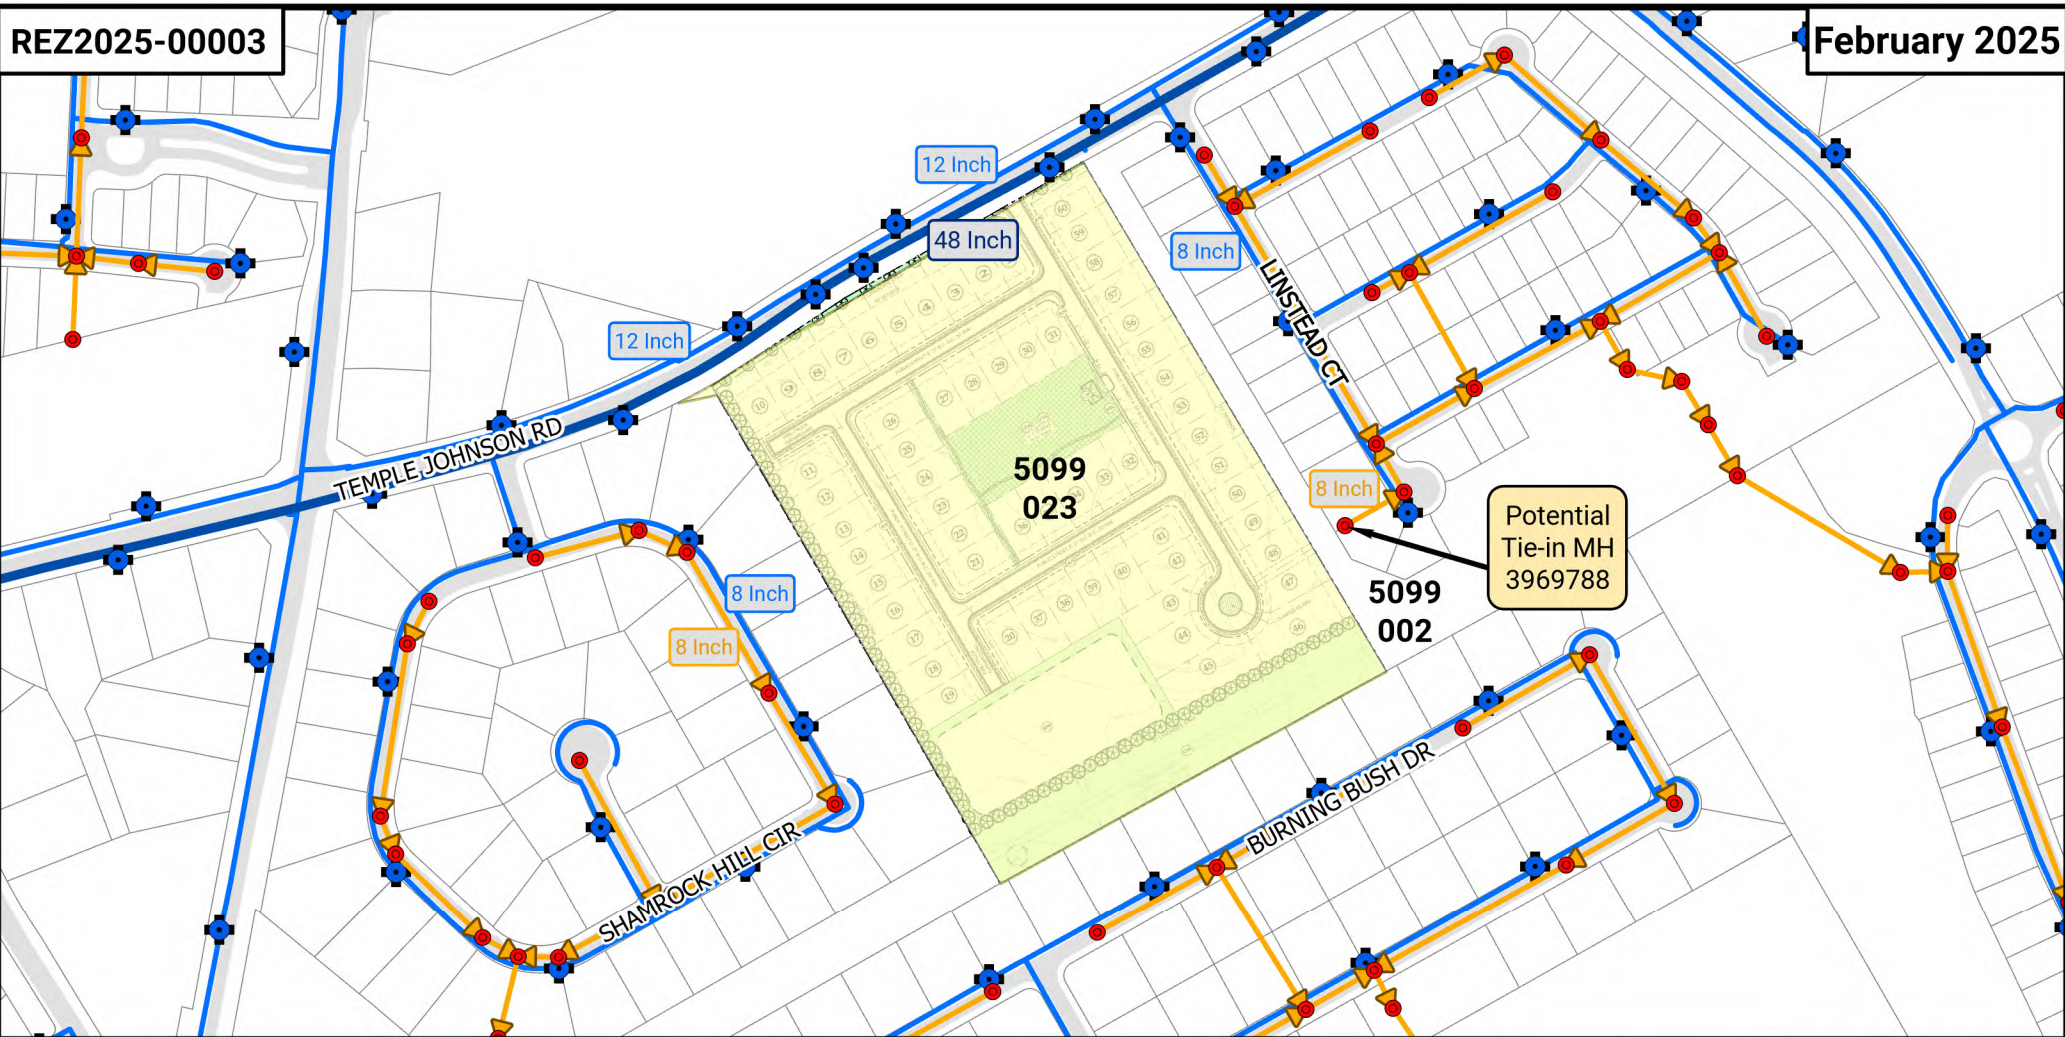 REZ2025-00003
February 2025
12 Inch
48 Inch
8 Inch
12 Inch
LINSTEAD CT
TEMPLE JOHNSON RD
5099
023
8 Inch
Potential
Tie-in MH
3969788
8 Inch
5099
002
8 Inch
BURNING BUSH DR
SHAMROCK HILL CIR